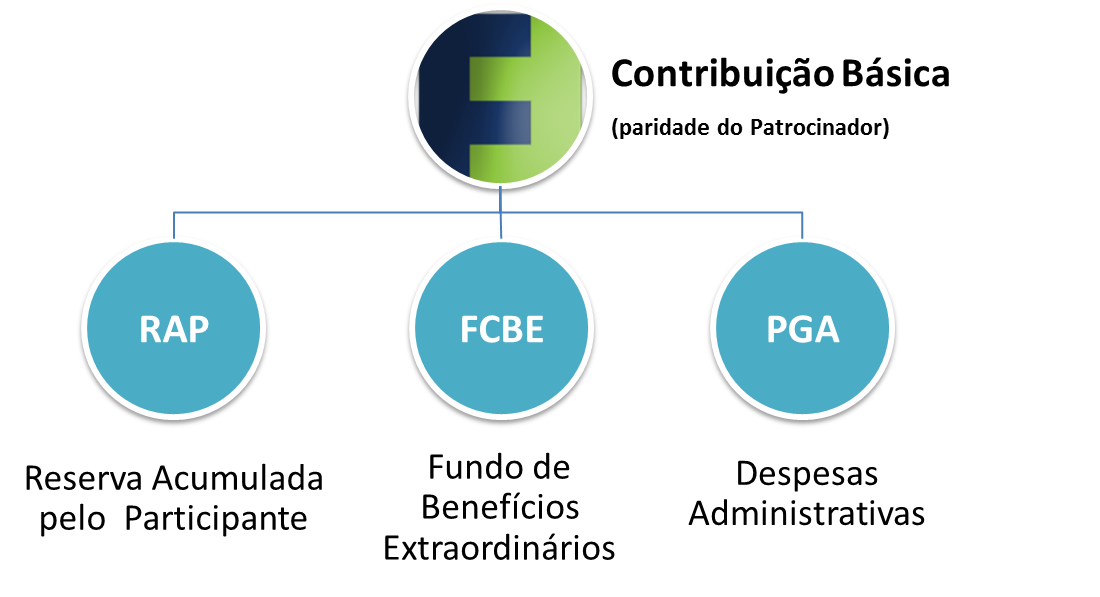 Contribuição Básica
(paridade do Patrocinador)
RAP
FCBE
PGA
Reserva Acumulada
pelo Participante
Fundo de
Benefícios
Extraordinários
Despesas
Administrativas